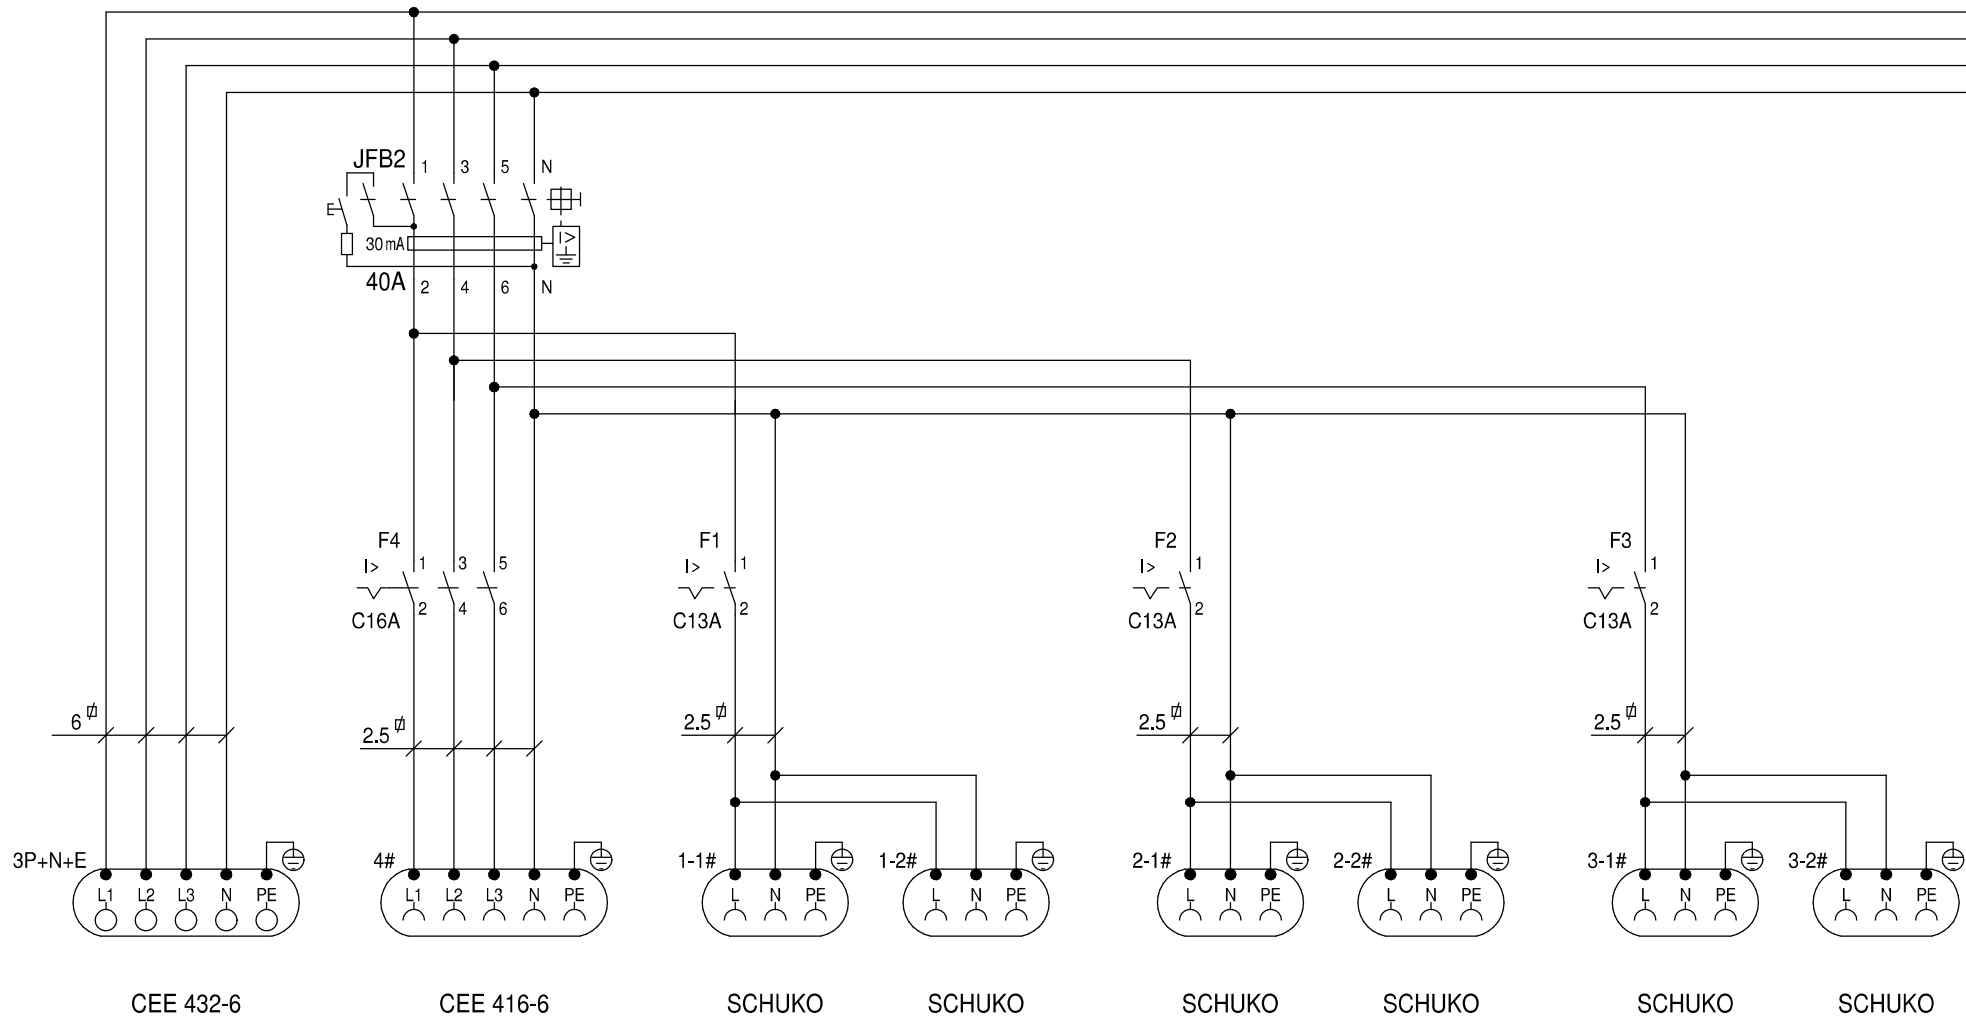 JFB2 1 3 5 N
30 mA I>
40A 2 4 6 N
F4 F1 F2 F3
I> 1 3 5 I> 1 I> 1 I> 1
2 4 6 2 2 2
C16A C13A C13A C13A
6 2.5 2.5 2.5 2.5
3P+N+E 4# 1-1# 1-2# 2-1# 2-2# 3-1# 3-2#
L1 L2 L3 N PE L1 L2 L3 N PE L N PE L N PE L N PE L N PE L N PE L N PE
CEE 432-6 CEE 416-6 SCHUKO SCHUKO SCHUKO SCHUKO SCHUKO SCHUKO